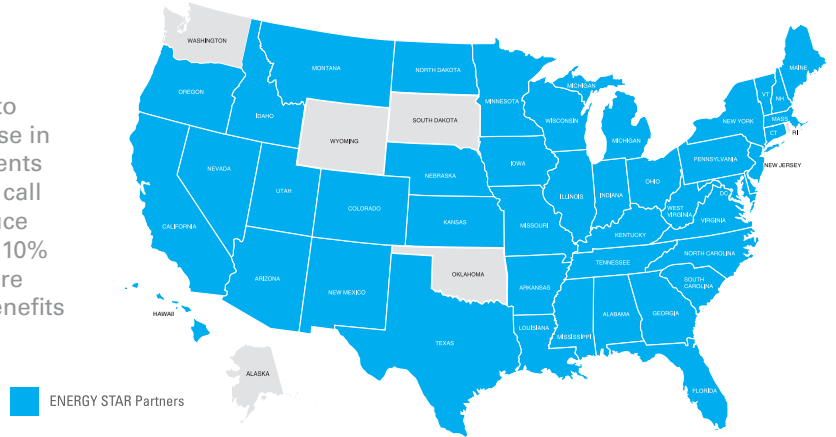 to
se in
ents
call
uce
10%
re
enefits
WASHINGTON
OREGON
IDAHO
MONTANA
NORTH DAKOTA
SOUTH DAKOTA
WYOMING
MINNESOTA
WISCONSIN
MICHIGAN
MICHIGAN
MAINE
VT
NH
NEW YORK
MASS
CT
RI
NEW JERSEY
PENNSYLVANIA
NEVADA
UTAH
COLORADO
CALIFORNIA
NEBRASKA
KANSAS
IOWA
MISSOURI
ILLINOIS
INDIANA
OHIO
WEST
VIRGINIA
DC
VIRGINIA
KENTUCKY
TENNESSEE
NORTH CAROLINA
SOUTH
CAROLINA
ARIZONA
NEW MEXICO
OKLAHOMA
ARKANSAS
TEXAS
LOUISIANA
MISSISSIPPI
ALABAMA
GEORGIA
FLORIDA
HAWAII
ALASKA
ENERGY STAR Partners